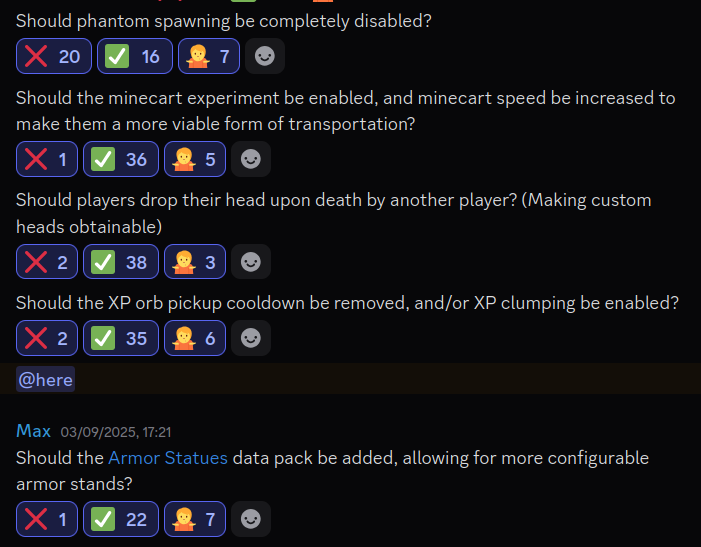 Should phantom spawning be completely disabled?
❌ 20 ✅ 16 🤷 7
Should the minecart experiment be enabled, and minecart speed be increased to
make them a more viable form of transportation?
❌ 1 ✅ 36 🤷 5
Should players drop their head upon death by another player? (Making custom
heads obtainable)
❌ 2 ✅ 38 🤷 3
Should the XP orb pickup cooldown be removed, and/or XP clumping be enabled?
❌ 2 ✅ 35 🤷 6
@here
Max 03/09/2025, 17:21
Should the Armor Statues data pack be added, allowing for more configurable
armor stands?
❌ 1 ✅ 22 🤷 7